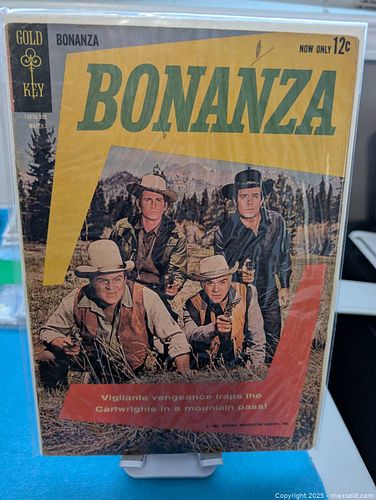 GOLD
KEY
BONANZA
NOW ONLY 12¢
BONANZA
MARCH
Vigilante vengeance traps the
Cartwrights in a mountain pass!
Copyright 2025 - maxsold.com